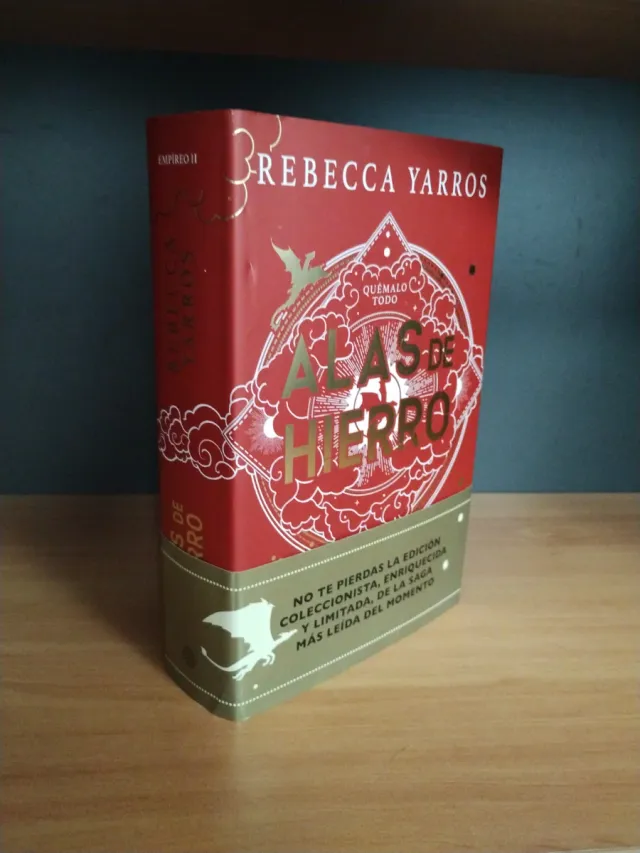 EMPÍREO II
REBECCA
YARROS
S DE
RRO
REBECCA YARROS
QUÉMALO
TODO
ALAS DE
HIERRO
NO TE PIERDAS LA EDICIÓN
COLECCIONISTA, ENRIQUECIDA
Y LIMITADA, DE LA SAGA
MÁS LEÍDA DEL MOMENTO